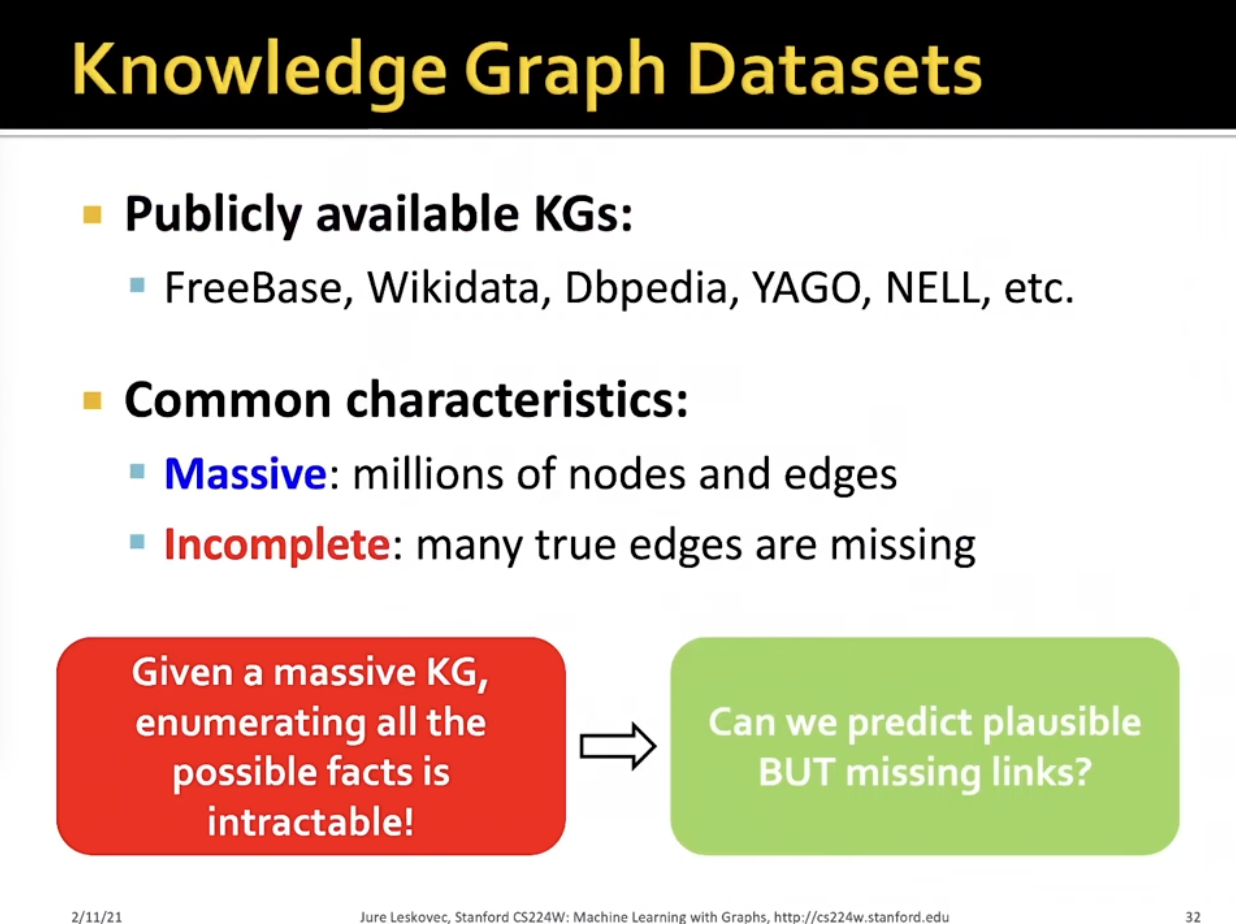 Knowledge Graph Datasets
Publicly available KGs:
FreeBase, Wikidata, Dbpedia, YAGO, NELL, etc.
Common characteristics:
Massive: millions of nodes and edges
Incomplete: many true edges are missing
Given a massive KG,
enumerating all the
possible facts is
intractable!
Can we predict plausible
BUT missing links?
2/11/21
Jure Leskovec, Stanford CS224W: Machine Learning with Graphs, http://cs224w.stanford.edu
32